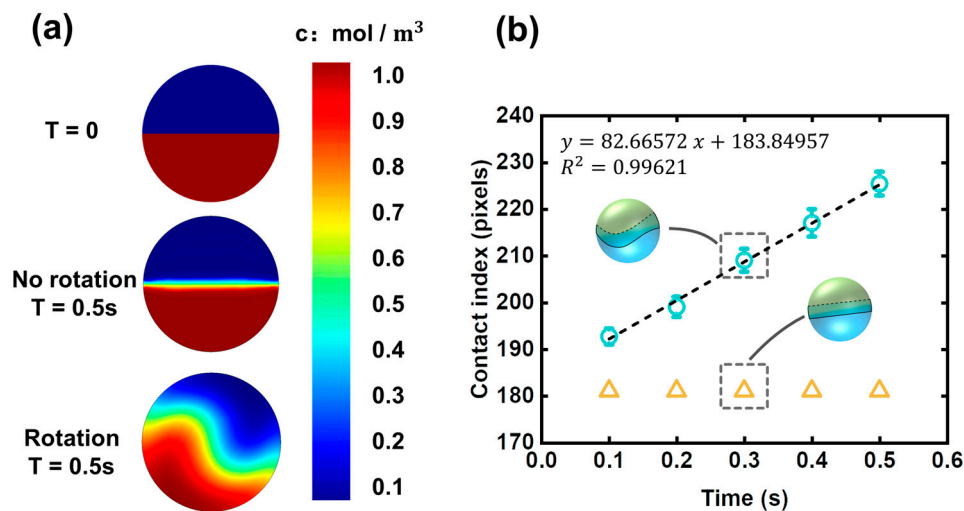 (a)
c: mol / m³
T = 0
No rotation
T = 0.5s
Rotation
T = 0.5s
1.0
0.9
0.8
0.7
0.6
0.5
0.4
0.3
0.2
0.1
(b)
y = 82.66572 x + 183.84957
R² = 0.99621
Contact index (pixels)
240
230
220
210
200
190
180
170
0.0 0.1 0.2 0.3 0.4 0.5 0.6
Time (s)